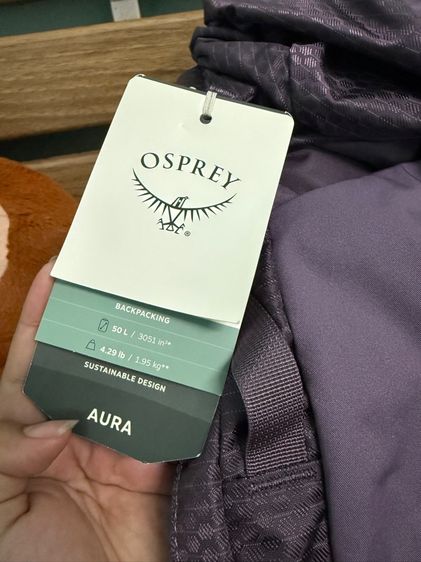 OSPREY
®
BACKPACKING
50 L / 3051 in³*
4.29 lb / 1.95 kg**
SUSTAINABLE DESIGN
AURA